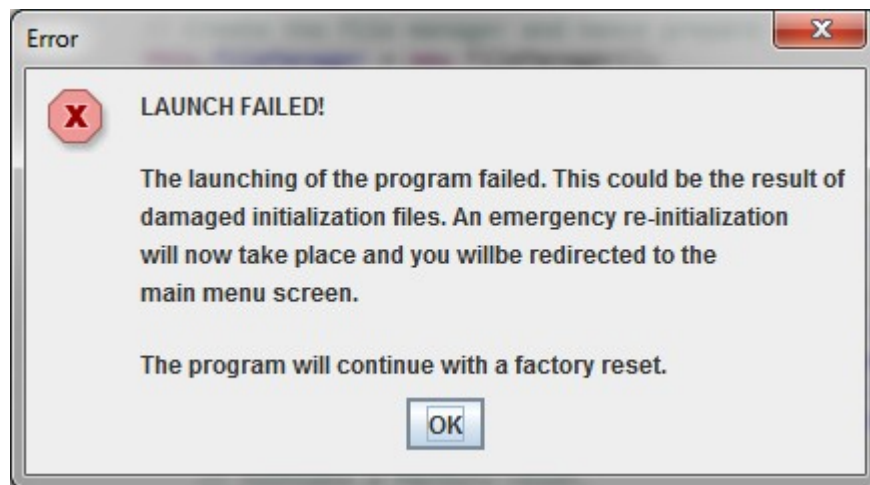 Error
LAUNCH FAILED!
The launching of the program failed. This could be the result of
damaged initialization files. An emergency re-initialization
will now take place and you willbe redirected to the
main menu screen.
The program will continue with a factory reset.
OK